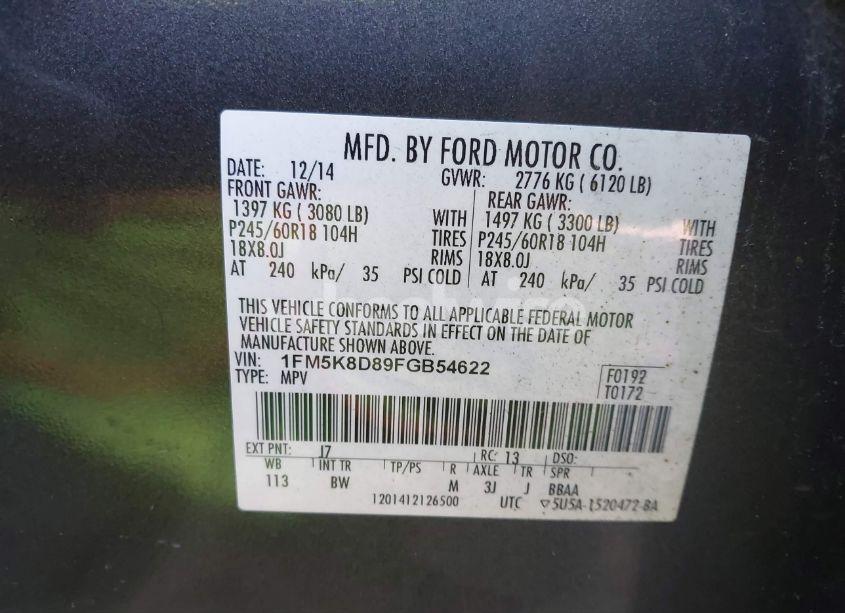 MFD. BY FORD MOTOR CO.
DATE: 12/14 GVWR: 2776 KG ( 6120 LB)
FRONT GAWR: REAR GAWR:
1397 KG ( 3080 LB) WITH 1497 KG ( 3300 LB) WITH
P245/60R18 104H TIRES P245/60R18 104H TIRES
18X8.0J RIMS 18X8.0J RIMS
AT 240 kPa/ 35 PSI COLD AT 240 kPa/ 35 PSI COLD
THIS VEHICLE CONFORMS TO ALL APPLICABLE FEDERAL MOTOR
VEHICLE SAFETY STANDARDS IN EFFECT ON THE DATE OF
MANUFACTURE SHOWN ABOVE.
VIN: 1FM5K8D89FGB54622
TYPE: MPV
F0192
T0172
EXT PNT: J7 RC: 13 DSO:
WB INT TR TP/PS R AXLE TR SPR
113 BW M 3J J BBAA
1201412126500 UTC ▽5U5A-1520472-BA